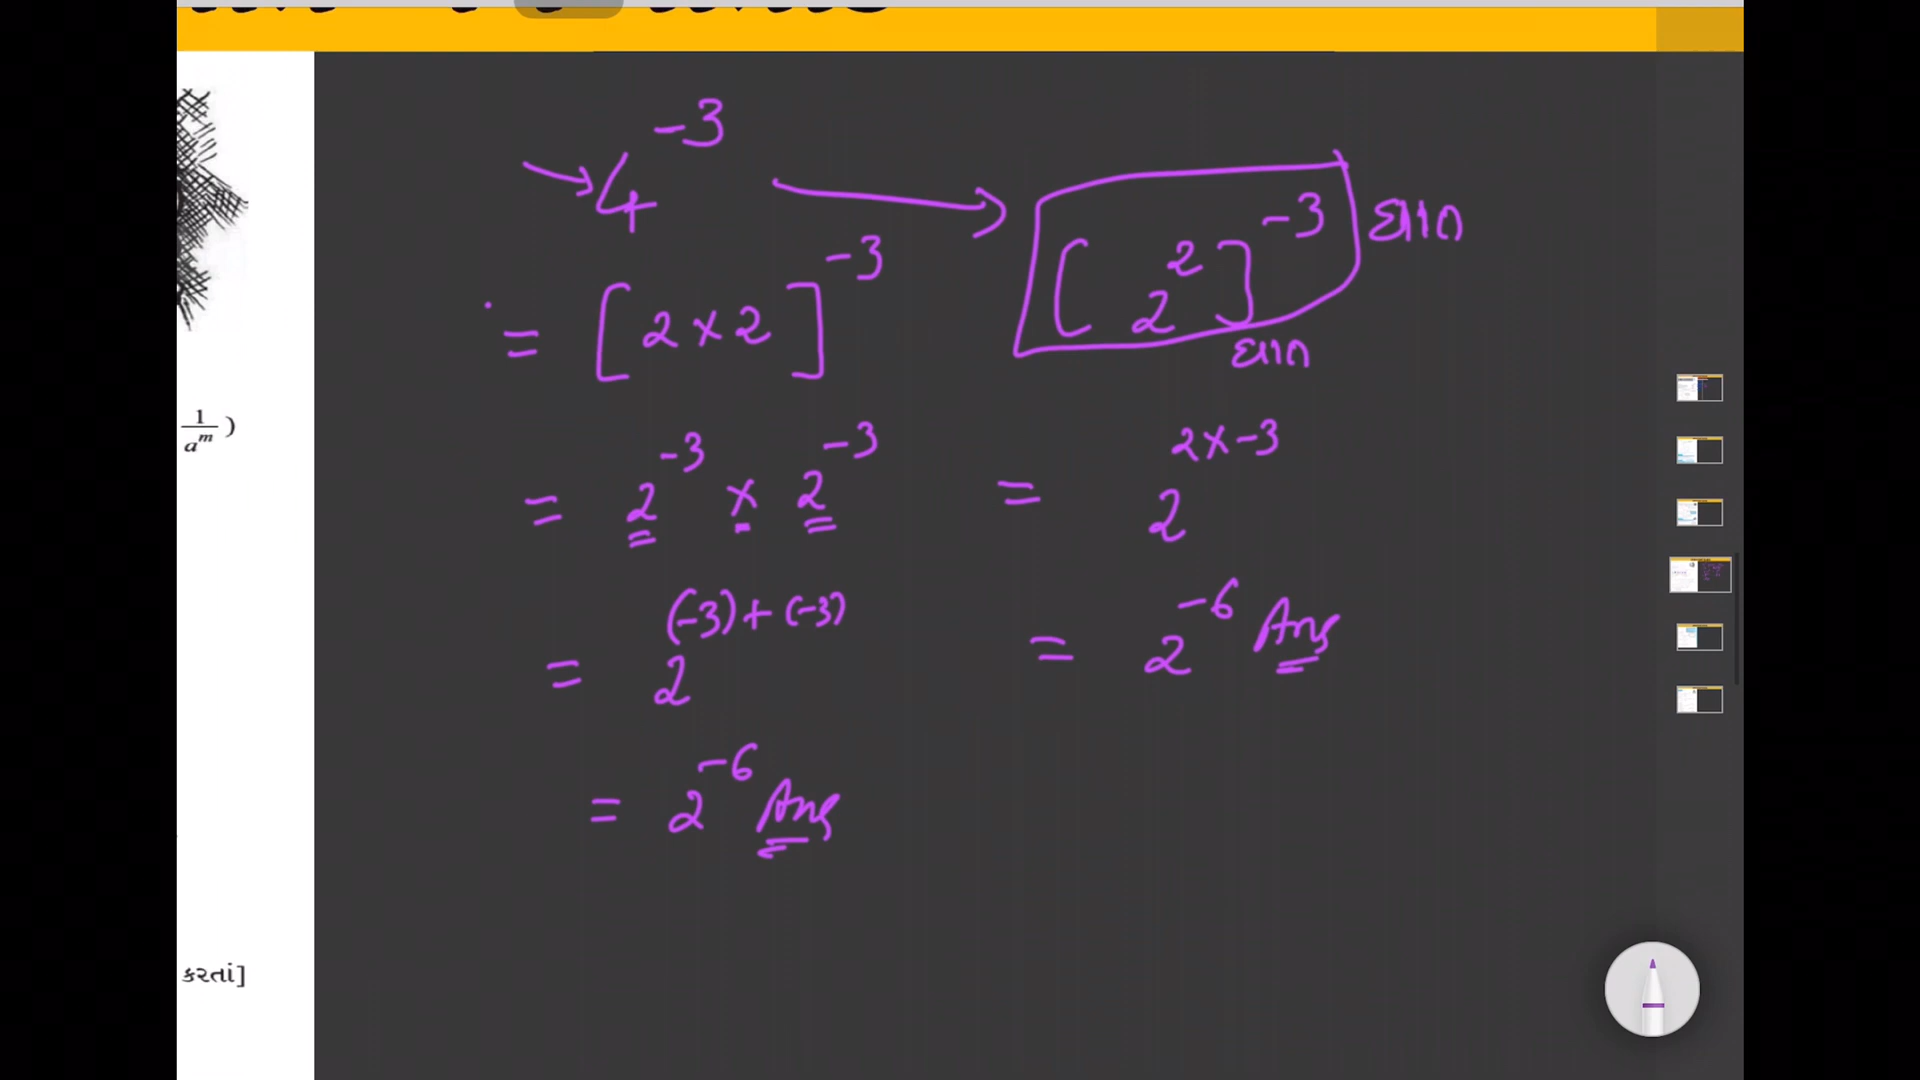 4^{-3} → [2^2]^{-3} ઘાત
ઘાત
= [2 × 2]^{-3}
= 2^{-3} × 2^{-3}
= 2^{(-3)+(-3)}
= 2^{-6} Ans
= 2^{2×-3}
= 2^{-6} Ans
1/a^m )
કરતાં]